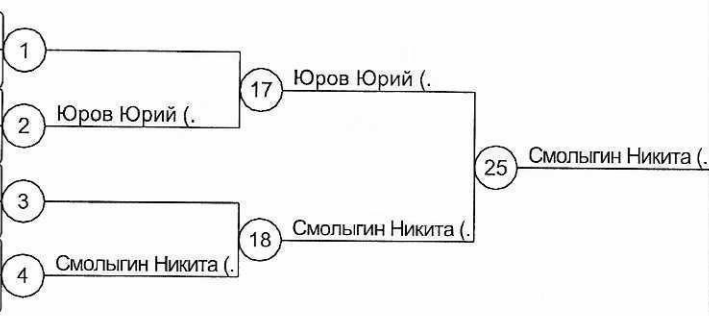 1
17 Юров Юрий (.
2 Юров Юрий (.
25 Смолыгин Никита (.
3
18 Смолыгин Никита (.
4 Смолыгин Никита (.